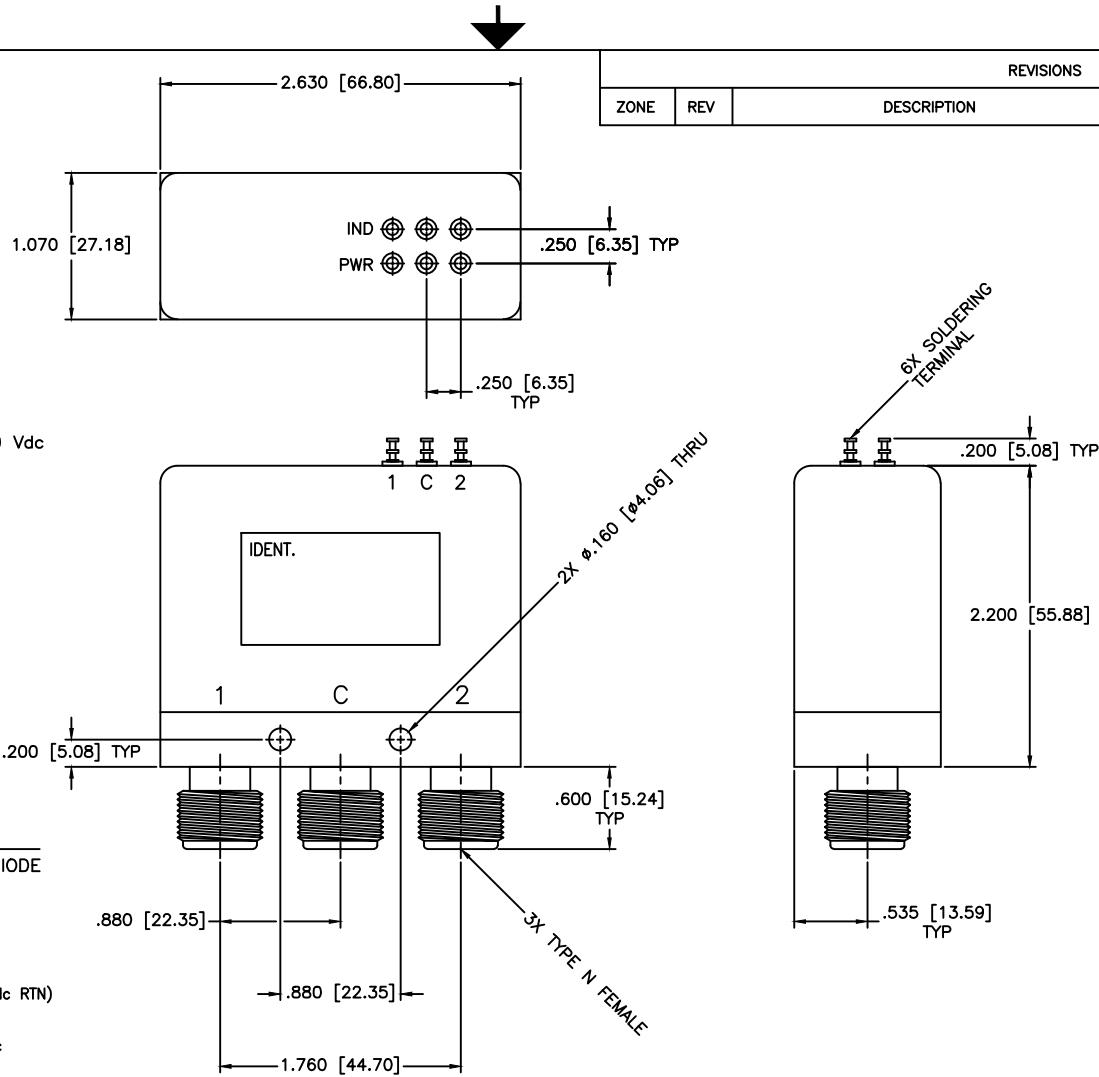 2.630 [66.80]
REVISIONS
ZONE REV DESCRIPTION
1.070 [27.18]
IND
PWR
.250 [6.35] TYP
.250 [6.35]
TYP
6X SOLDERING
TERMINAL
Vdc
.200 [5.08] TYP
1 C 2
2X ø.160 [ø4.06] THRU
IDENT.
2.200 [55.88]
1 C 2
.200 [5.08] TYP
.600 [15.24]
TYP
IODE
.880 [22.35]
.535 [13.59]
TYP
3X TYPE N FEMALE
dc RTN)
.880 [22.35]
1.760 [44.70]